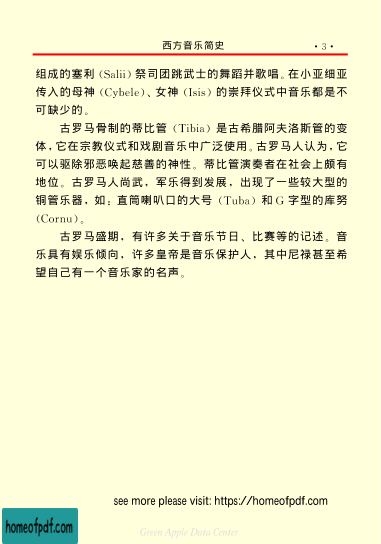 西方音乐简史 · 3 ·
组成的塞利 (Salii) 祭司团跳武士的舞蹈并歌唱。在小亚细亚
传入的母神 (Cybele)、女神 (Isis) 的崇拜仪式中音乐都是不
可缺少的。
古罗马骨制的蒂比管 (Tibia) 是古希腊阿夫洛斯管的变
体，它在宗教仪式和戏剧音乐中广泛使用。古罗马人认为，它
可以驱除邪恶唤起慈善的神性。蒂比管演奏者在社会上颇有
地位。古罗马人尚武，军乐得到发展，出现了一些较大型的
铜管乐器，如：直筒喇叭口的大号 (Tuba) 和 G 字型的库努
(Cornu)。
古罗马盛期，有许多关于音乐节日、比赛等的记述。音
乐具有娱乐倾向，许多皇帝是音乐保护人，其中尼禄甚至希
望自己有一个音乐家的名声。
see more please visit: https://homeofpdf.com
homeofpdf.com
Green Apple Data Center